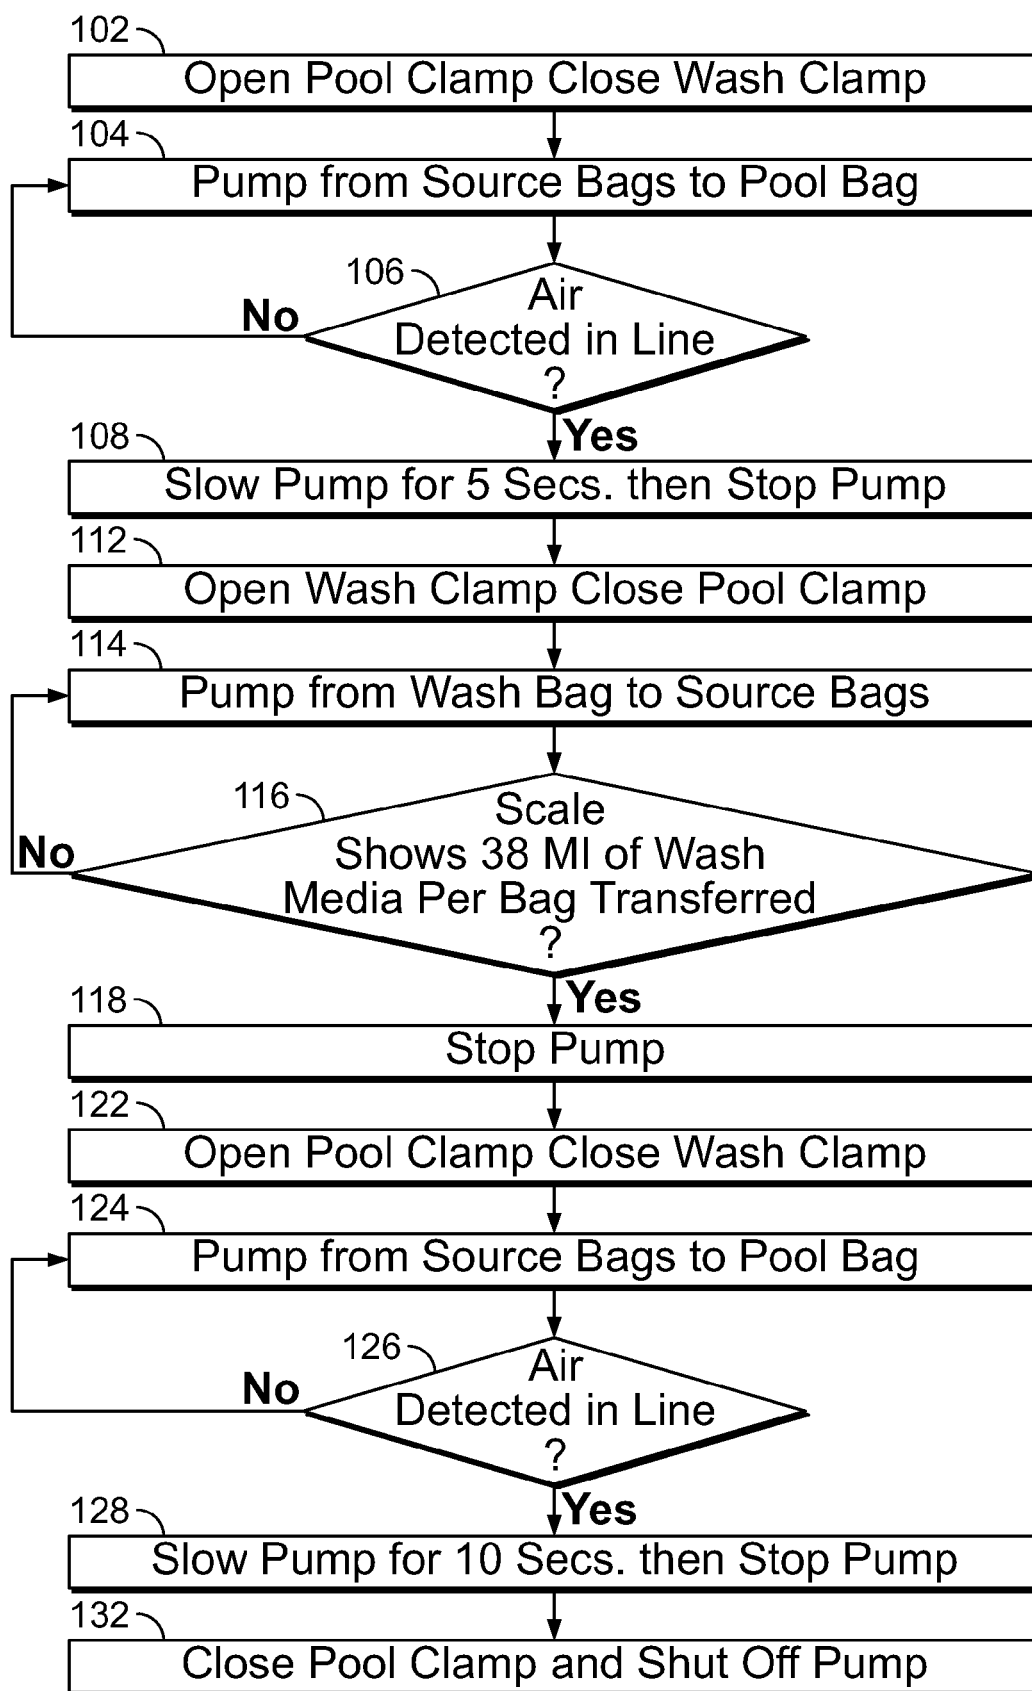 102
Open Pool Clamp Close Wash Clamp
104
Pump from Source Bags to Pool Bag
106
Air
Detected in Line
?
No
Yes
108
Slow Pump for 5 Secs. then Stop Pump
112
Open Wash Clamp Close Pool Clamp
114
Pump from Wash Bag to Source Bags
116
Scale
Shows 38 Ml of Wash
Media Per Bag Transferred
?
No
Yes
118
Stop Pump
122
Open Pool Clamp Close Wash Clamp
124
Pump from Source Bags to Pool Bag
126
Air
Detected in Line
?
No
Yes
128
Slow Pump for 10 Secs. then Stop Pump
132
Close Pool Clamp and Shut Off Pump